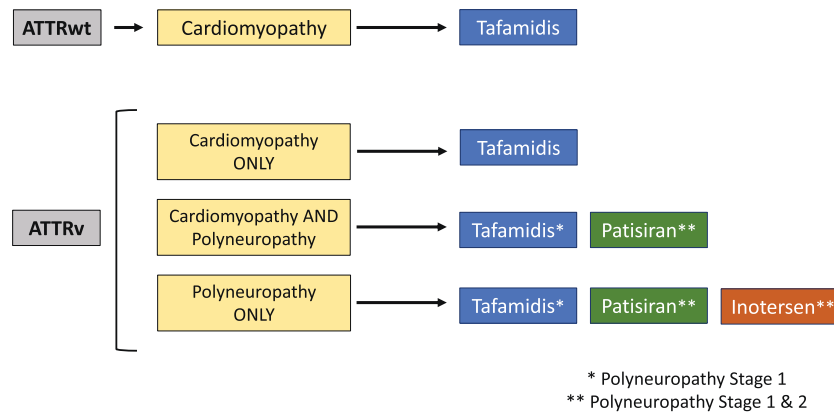 ATTRwt
Cardiomyopathy
Tafamidis
Cardiomyopathy
ONLY
Tafamidis
ATTRv
Cardiomyopathy AND
Polyneuropathy
Tafamidis*
Patisiran**
Polyneuropathy
ONLY
Tafamidis*
Patisiran**
Inotersen**
* Polyneuropathy Stage 1
** Polyneuropathy Stage 1 & 2